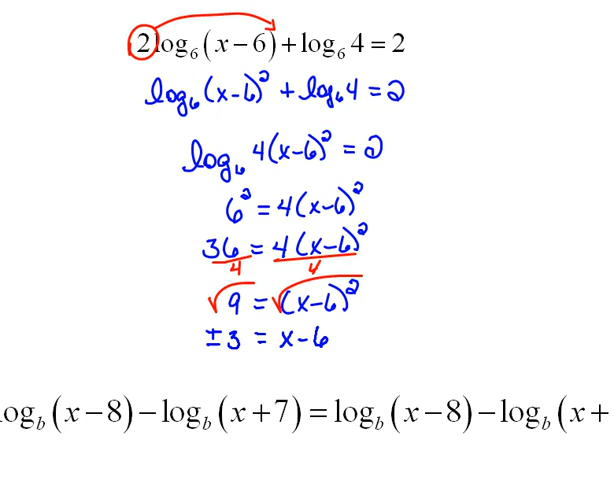 2log₆(x−6)+log₆4=2
log₆(x−6)²+log₆4=2
log₆4(x−6)²=2
6²=4(x−6)²
36/4=4(x−6)²/4
√9=√(x−6)²
±3=x−6
og_b(x−8)−log_b(x+7)=log_b(x−8)−log_b(x+